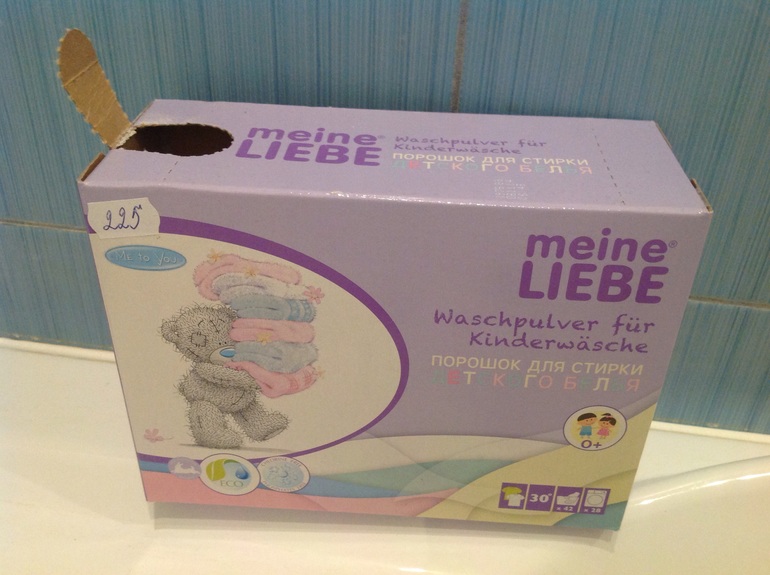 meine®
LIEBE
Waschpulver für
Kinderwäsche
ПОРОШОК ДЛЯ СТИРКИ
ДЕТСКОГО БЕЛЬЯ
225
Me to You
meine®
LIEBE
Waschpulver für
Kinderwäsche
ПОРОШОК ДЛЯ СТИРКИ
ДЕТСКОГО БЕЛЬЯ
0+
ECO
30°